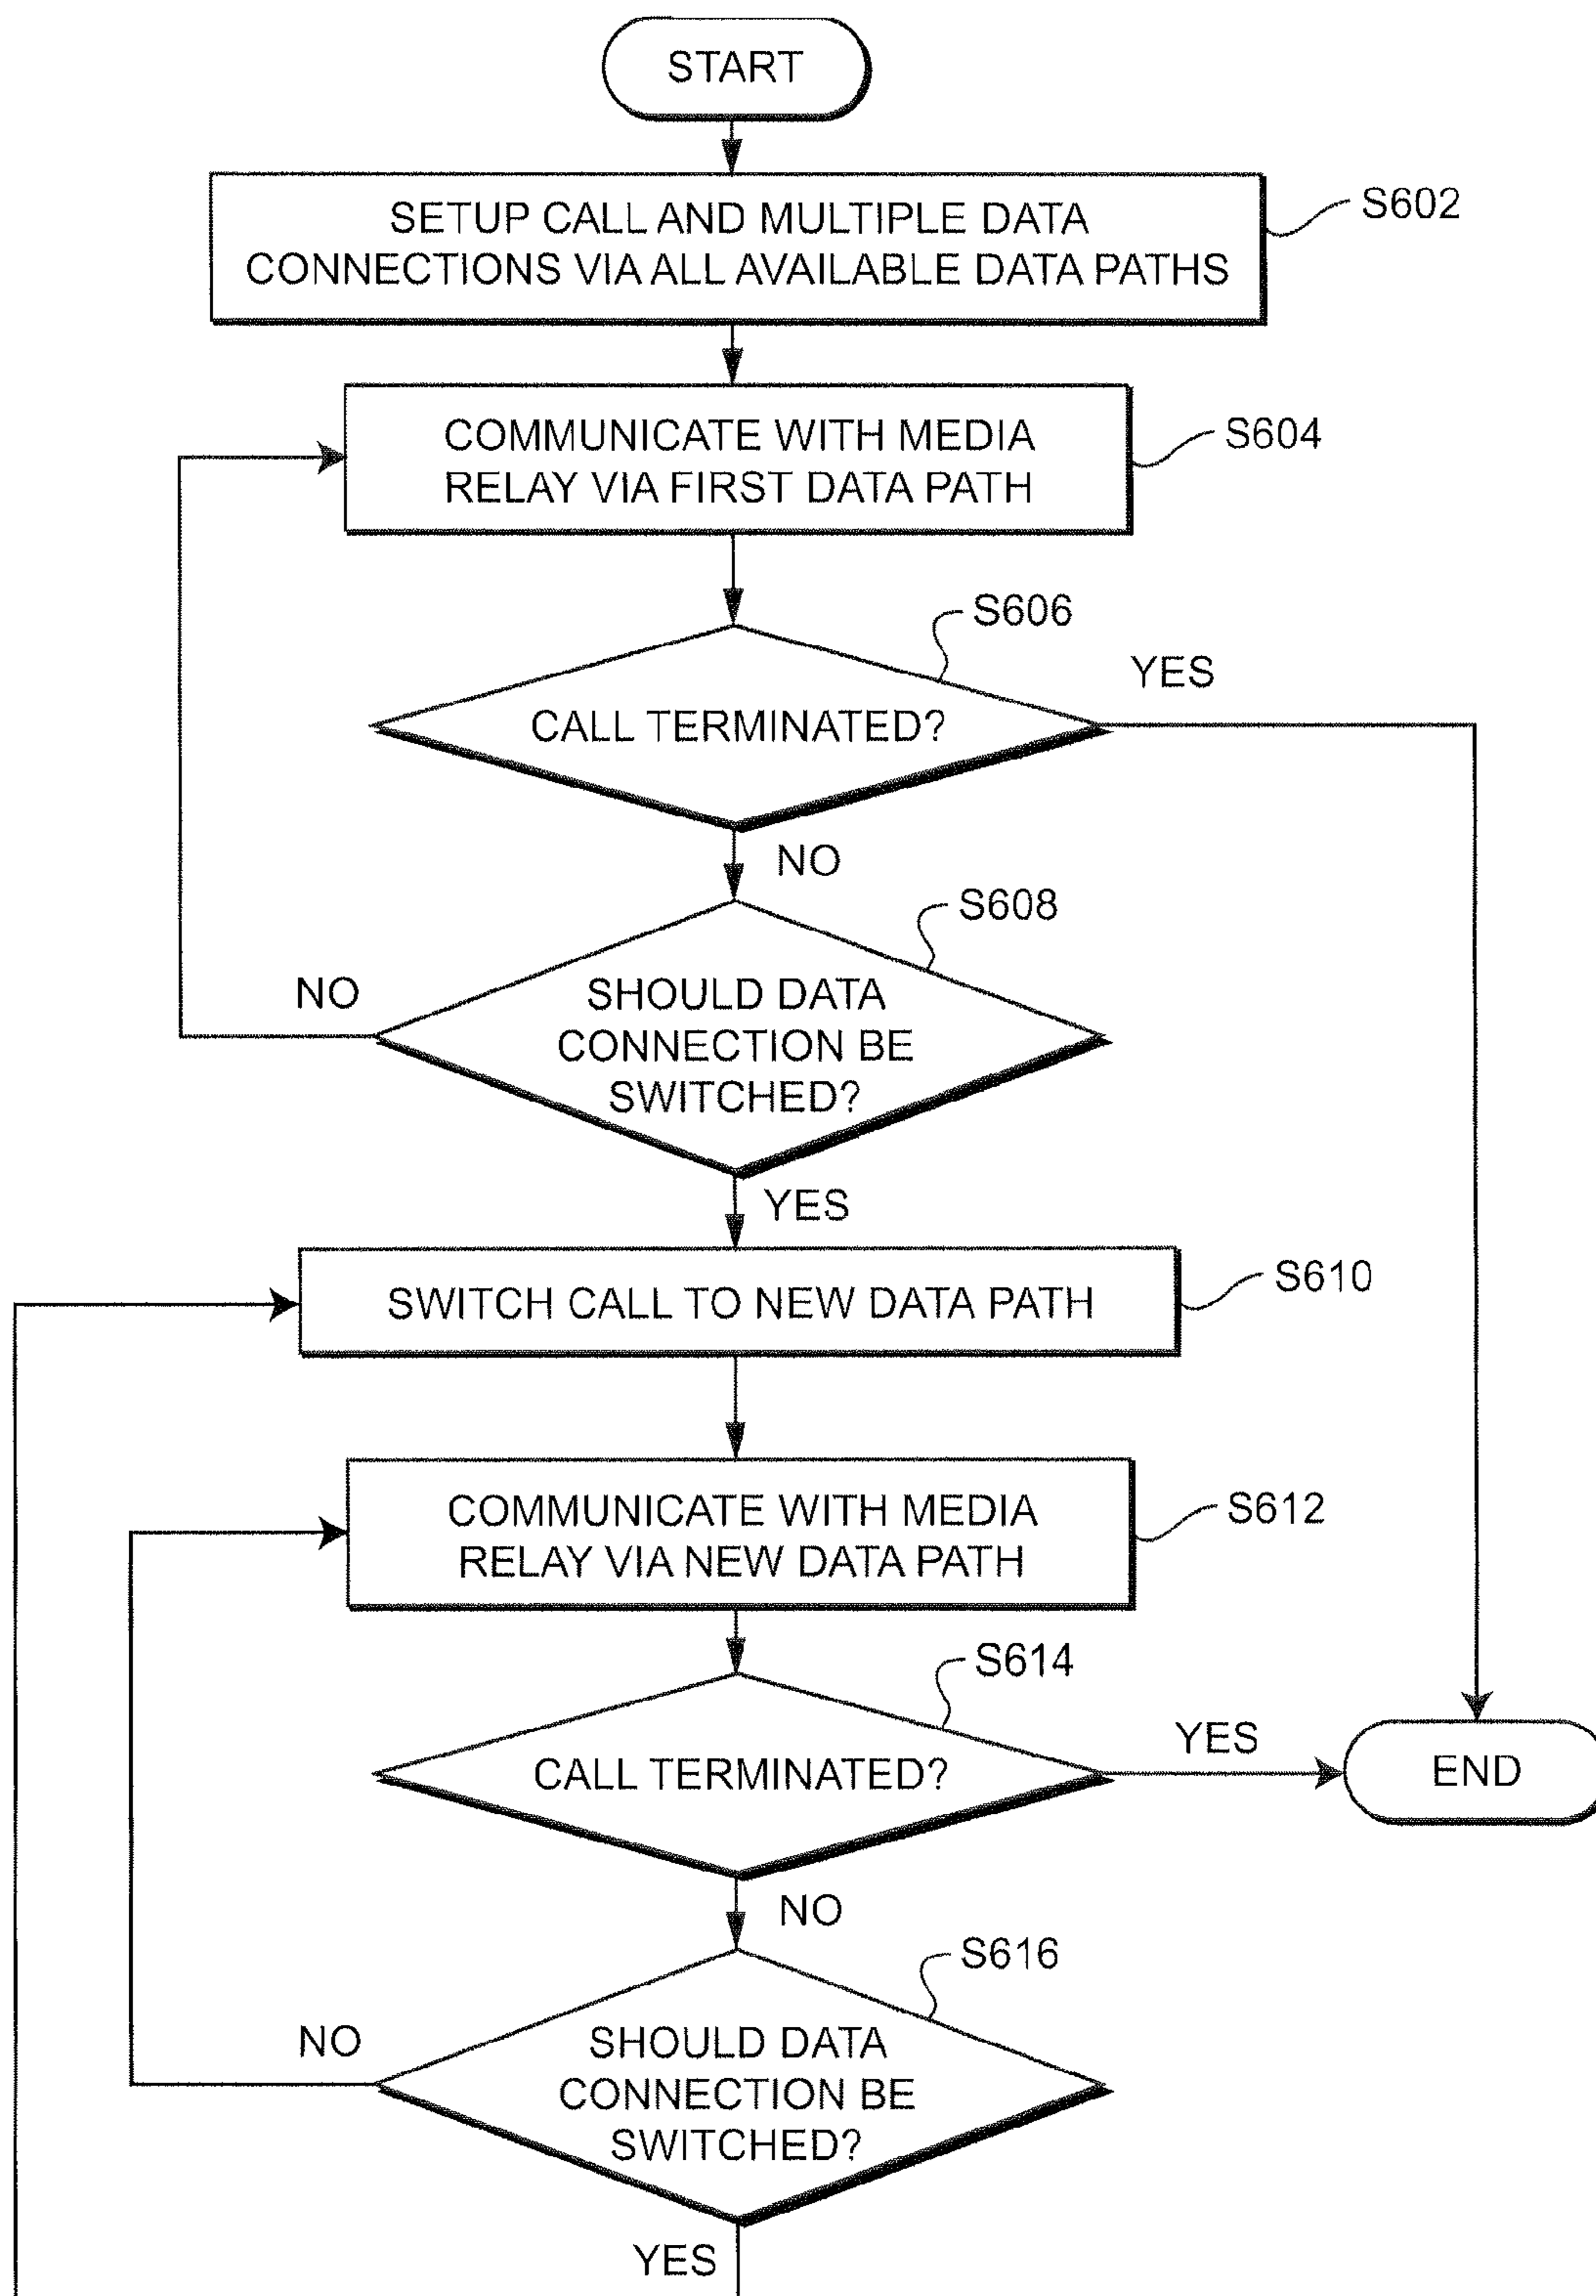 START
SETUP CALL AND MULTIPLE DATA
CONNECTIONS VIA ALL AVAILABLE DATA PATHS
S602
COMMUNICATE WITH MEDIA
RELAY VIA FIRST DATA PATH
S604
S606
YES
CALL TERMINATED?
NO
S608
NO
SHOULD DATA
CONNECTION BE
SWITCHED?
YES
SWITCH CALL TO NEW DATA PATH
S610
COMMUNICATE WITH MEDIA
RELAY VIA NEW DATA PATH
S612
S614
YES
CALL TERMINATED?
END
NO
S616
NO
SHOULD DATA
CONNECTION BE
SWITCHED?
YES